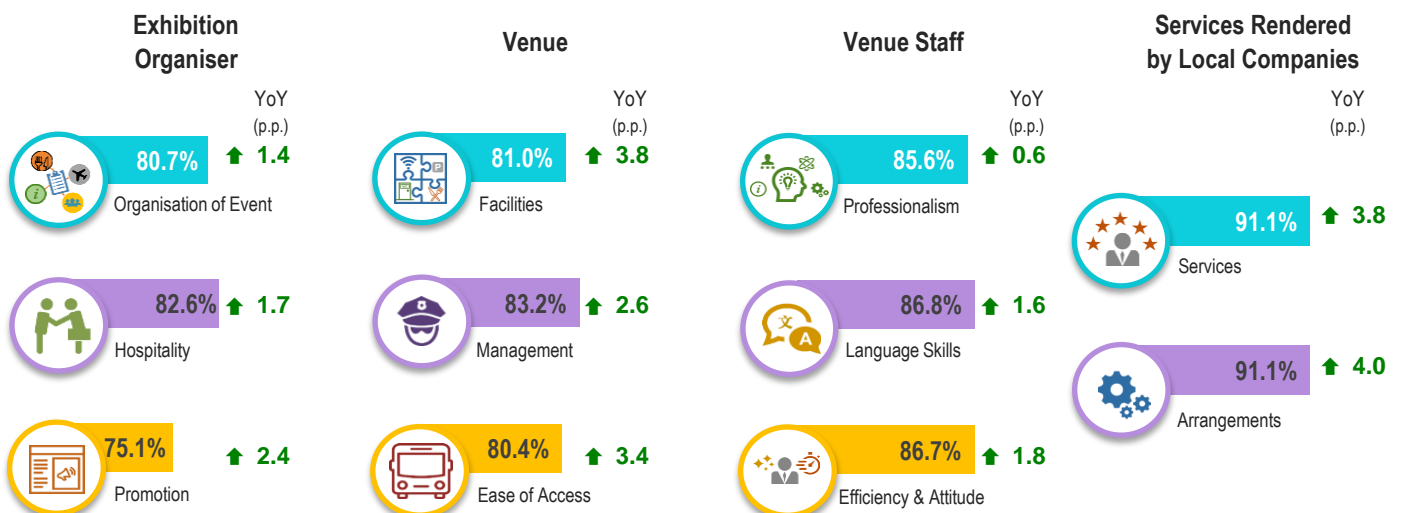 Exhibition
Organiser
YoY
(p.p.)
80.7% 1.4
Organisation of Event
82.6% 1.7
Hospitality
75.1% 2.4
Promotion
Venue
YoY
(p.p.)
81.0% 3.8
Facilities
83.2% 2.6
Management
80.4% 3.4
Ease of Access
Venue Staff
YoY
(p.p.)
85.6% 0.6
Professionalism
86.8% 1.6
文 A
Language Skills
86.7% 1.8
Efficiency & Attitude
Services Rendered
by Local Companies
YoY
(p.p.)
91.1% 3.8
Services
91.1% 4.0
Arrangements